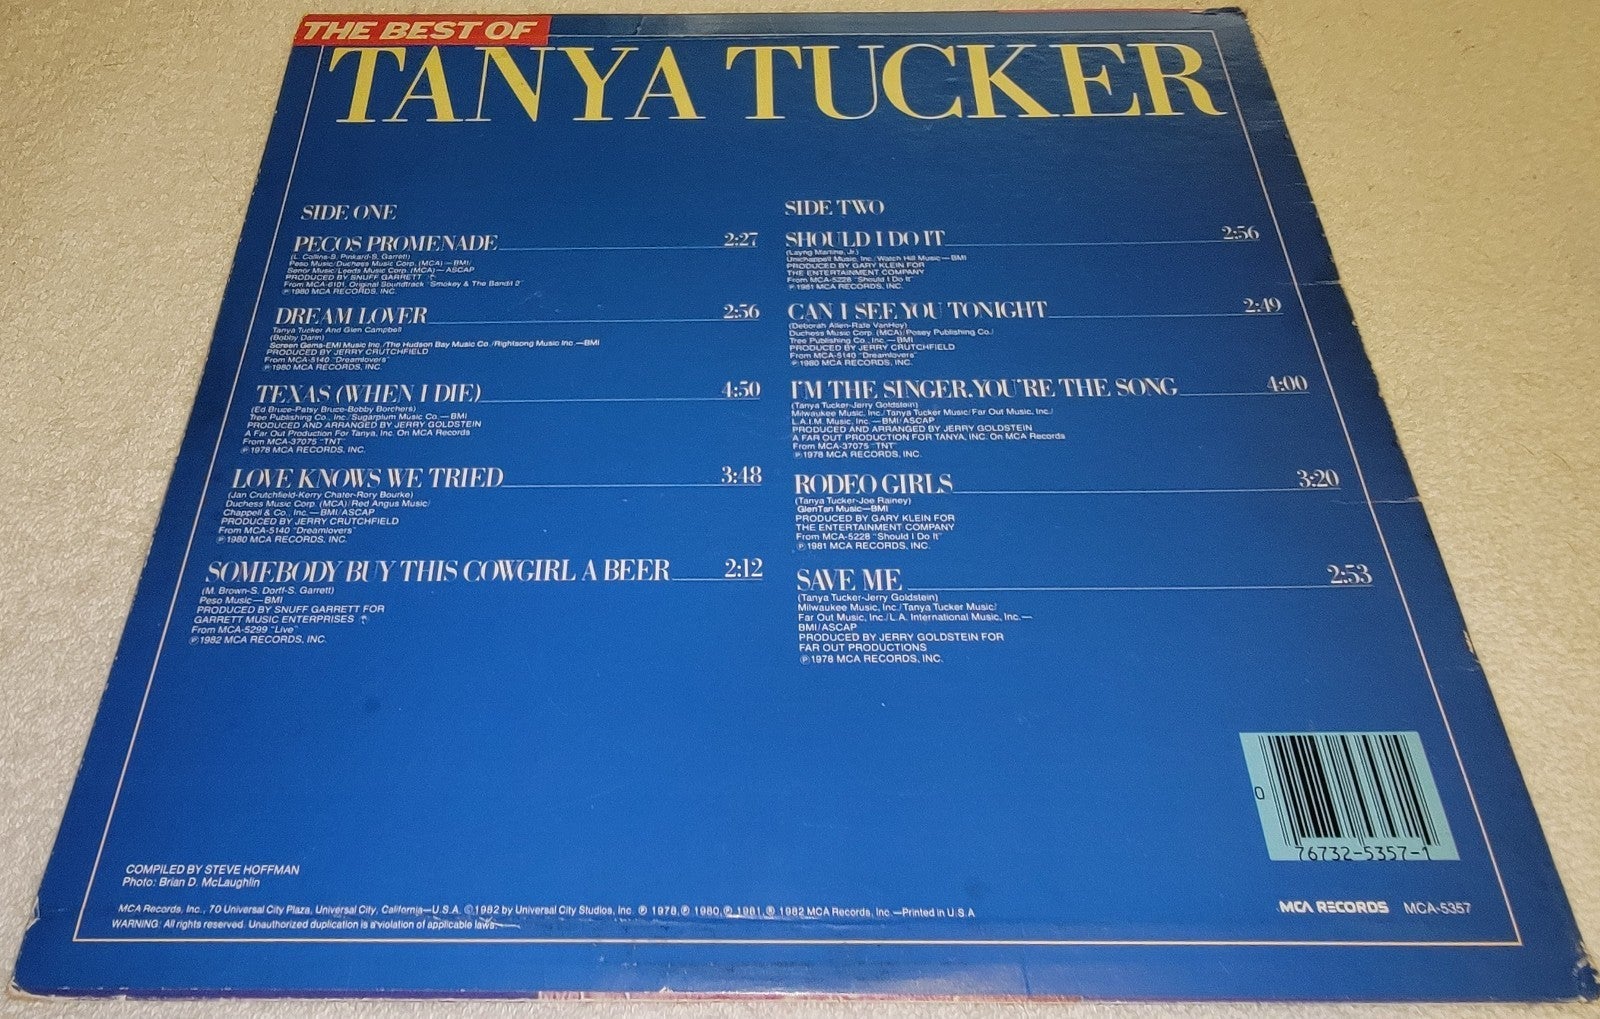 THE BEST OF
TANYA TUCKER
SIDE ONE
PECOS PROMENADE 2:27
(L. Collins-S. Pinkard-S. Garrett)
Peso Music/Duchess Music Corp. (MCA)—BMI/
Senor Music/Leeds Music Corp. (MCA)—ASCAP
PRODUCED BY SNUFF GARRETT
From MCA-6101, Original Soundtrack "Smokey & The Bandit 2"
℗1980 MCA RECORDS, INC.
DREAM LOVER 2:56
Tanya Tucker And Glen Campbell
(Bobby Darin)
Screen Gems-EMI Music Inc./The Hudson Bay Music Co./Rightsong Music Inc.—BMI
PRODUCED BY JERRY CRUTCHFIELD
From MCA-5140 "Dreamlovers"
℗1980 MCA RECORDS, INC.
TEXAS (WHEN I DIE) 4:50
(Ed Bruce-Patsy Bruce-Bobby Borchers)
Tree Publishing Co., Inc./Sugarplum Music Co.—BMI
PRODUCED AND ARRANGED BY JERRY GOLDSTEIN
A Far Out Production For Tanya, Inc. On MCA Records
From MCA-37075 "TNT"
℗1978 MCA RECORDS, INC.
LOVE KNOWS WE TRIED 3:48
(Jan Crutchfield-Kerry Chater-Rory Bourke)
Duchess Music Corp. (MCA)/Red Angus Music/
Chappell & Co., Inc.—BMI/ASCAP
PRODUCED BY JERRY CRUTCHFIELD
From MCA-5140 "Dreamlovers"
℗1980 MCA RECORDS, INC.
SOMEBODY BUY THIS COWGIRL A BEER 2:12
(M. Brown-S. Dorff-S. Garrett)
Peso Music—BMI
PRODUCED BY SNUFF GARRETT FOR
GARRETT MUSIC ENTERPRISES
From MCA-5299 "Live"
℗1982 MCA RECORDS, INC.
SIDE TWO
SHOULD I DO IT 2:56
(Layng Martine, Jr.)
Unichappell Music, Inc./Watch Hill Music—BMI
PRODUCED BY GARY KLEIN FOR
THE ENTERTAINMENT COMPANY
From MCA-5228 "Should I Do It"
℗1981 MCA RECORDS, INC.
CAN I SEE YOU TONIGHT 2:49
(Deborah Allen-Rafe VanHoy)
Duchess Music Corp. (MCA)/Posey Publishing Co./
Tree Publishing Co., Inc.—BMI
PRODUCED BY JERRY CRUTCHFIELD
From MCA-5140 "Dreamlovers"
℗1980 MCA RECORDS, INC.
I'M THE SINGER, YOU'RE THE SONG 4:00
(Tanya Tucker-Jerry Goldstein)
Milwaukee Music, Inc./Tanya Tucker Music/Far Out Music, Inc./
L.A.I.M. Music, Inc.—BMI/ASCAP
PRODUCED AND ARRANGED BY JERRY GOLDSTEIN
A FAR OUT PRODUCTION FOR TANYA, INC. ON MCA Records
From MCA-37075 "TNT"
℗1978 MCA RECORDS, INC.
RODEO GIRLS 3:20
(Tanya Tucker-Joe Rainey)
GlenTan Music—BMI
PRODUCED BY GARY KLEIN FOR
THE ENTERTAINMENT COMPANY
From MCA-5228 "Should I Do It"
℗1981 MCA RECORDS, INC.
SAVE ME 2:53
(Tanya Tucker-Jerry Goldstein)
Milwaukee Music, Inc./Tanya Tucker Music/
Far Out Music, Inc./L.A. International Music, Inc.—
BMI/ASCAP
PRODUCED BY JERRY GOLDSTEIN FOR
FAR OUT PRODUCTIONS
℗1978 MCA RECORDS, INC.
0
76732-5357-1
COMPILED BY STEVE HOFFMAN
Photo: Brian D. McLaughlin
MCA Records, Inc., 70 Universal City Plaza, Universal City, California—U.S.A. ©1982 by Universal City Studios, Inc. ℗ 1978, ℗ 1980, ℗ 1981, ℗ 1982 MCA Records, Inc.—Printed in U.S.A.
WARNING: All rights reserved. Unauthorized duplication is a violation of applicable laws.
MCA RECORDS MCA-5357